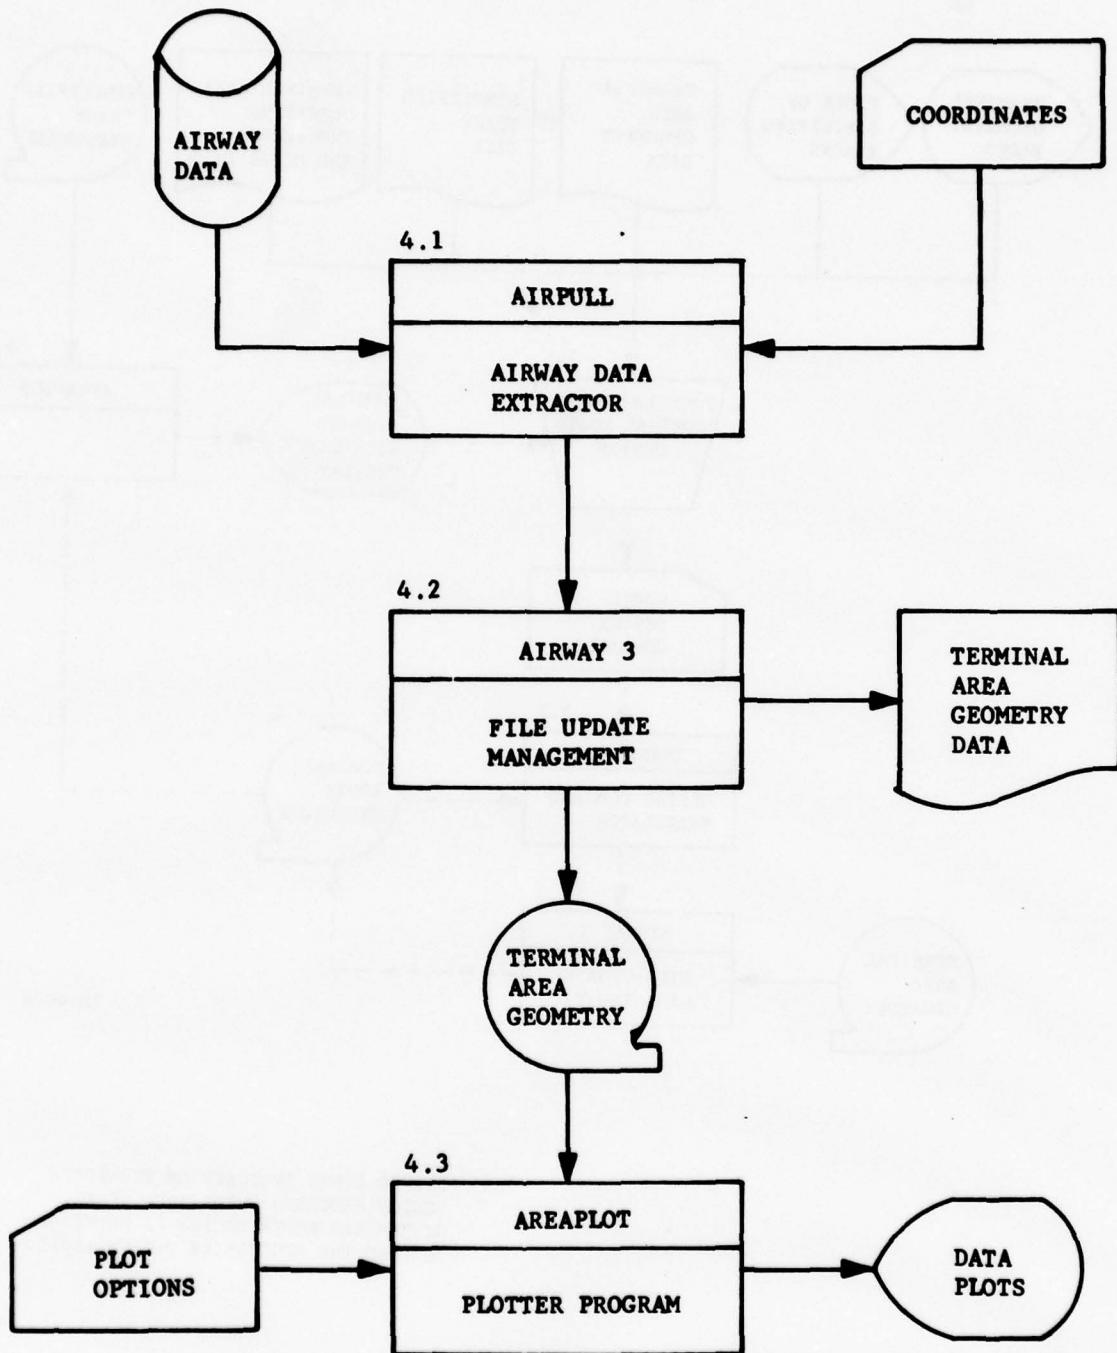 AIRWAY
DATA
COORDINATES
4.1
AIRPULL
AIRWAY DATA
EXTRACTOR
4.2
AIRWAY 3
FILE UPDATE
MANAGEMENT
TERMINAL
AREA
GEOMETRY
DATA
TERMINAL
AREA
GEOMETRY
4.3
AREAPLOT
PLOTTER PROGRAM
PLOT
OPTIONS
DATA
PLOTS